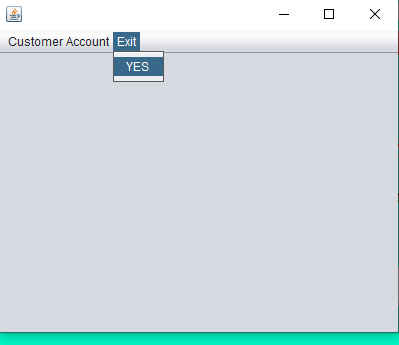 Customer Account Exit
YES